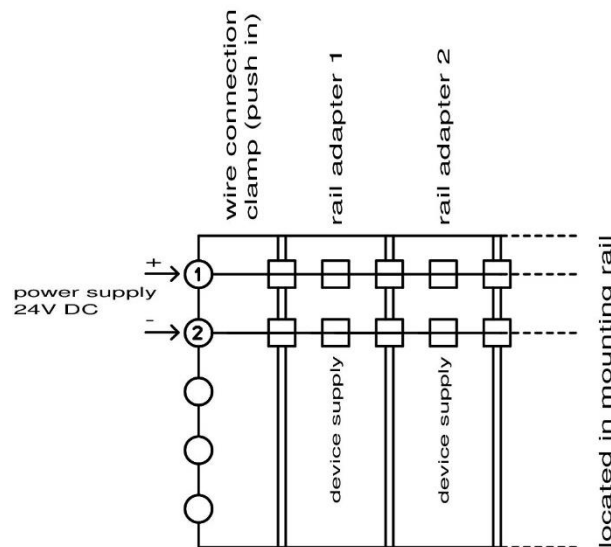 wire connection
clamp (push in)
rail adapter 1
rail adapter 2
+
1
power supply
24V DC
-
2
device supply
device supply
located in mounting rail